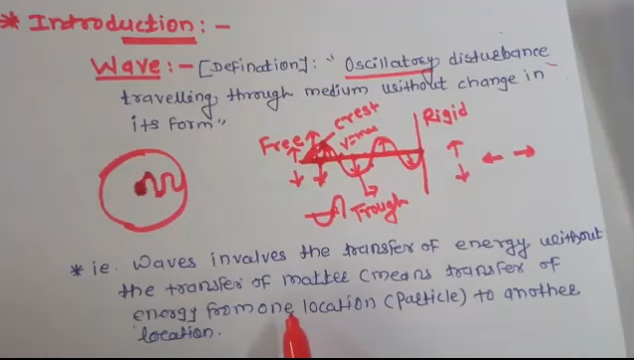 * Introduction :-
Wave :- [Defination] : " Oscillatory disturbance
travelling through medium without change in
its form"
Free
crest
V=max
Rigid
Trough
* ie. Waves involves the transfer of energy without
the transfer of matter (means transfer of
energy from one location (particle) to another
location.